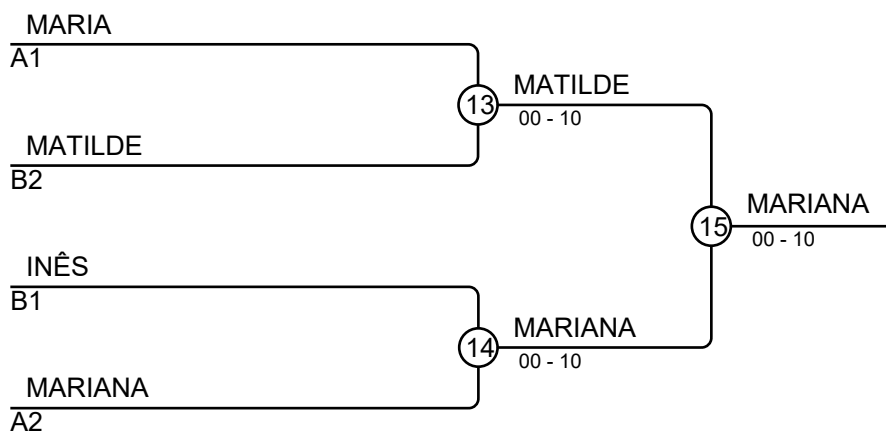 MARIA
A1
13
MATILDE
00 - 10
MATILDE
B2
15
MARIANA
00 - 10
INÊS
B1
14
MARIANA
00 - 10
MARIANA
A2